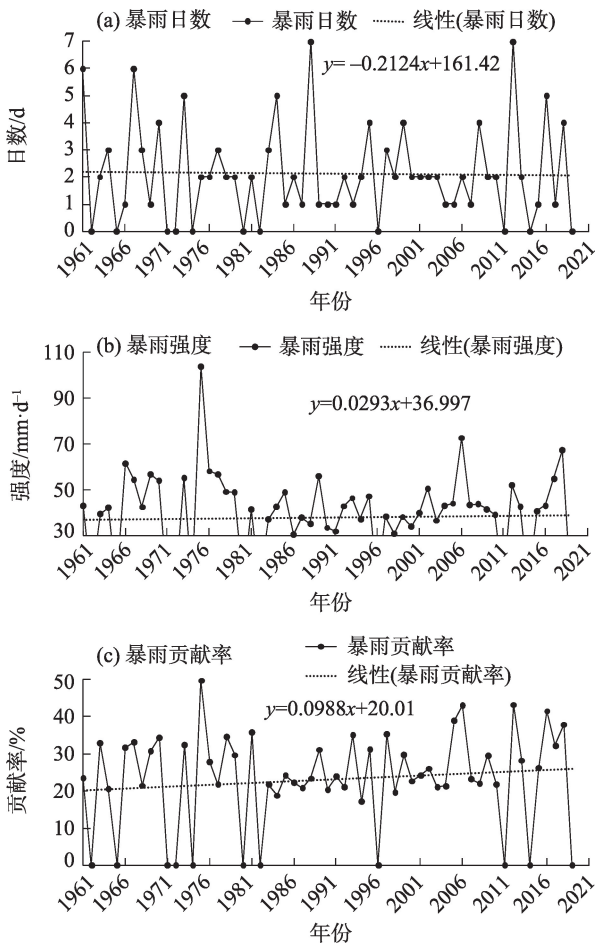 (a) 暴雨日数 暴雨日数 线性(暴雨日数)
y= –0.2124x+161.42
7
6
5
4
3
2
1
0
日数/d
1961 1966 1971 1976 1981 1986 1991 1996 2001 2006 2011 2016 2021
年份
(b) 暴雨强度 暴雨强度 线性(暴雨强度)
y=0.0293x+36.997
110
90
70
50
30
强度/mm·d⁻¹
1961 1966 1971 1976 1981 1986 1991 1996 2001 2006 2011 2016 2021
年份
(c) 暴雨贡献率 暴雨贡献率
线性(暴雨贡献率)
y=0.0988x+20.01
50
40
30
20
10
0
贡献率/%
1961 1966 1971 1976 1981 1986 1991 1996 2001 2006 2011 2016 2021
年份